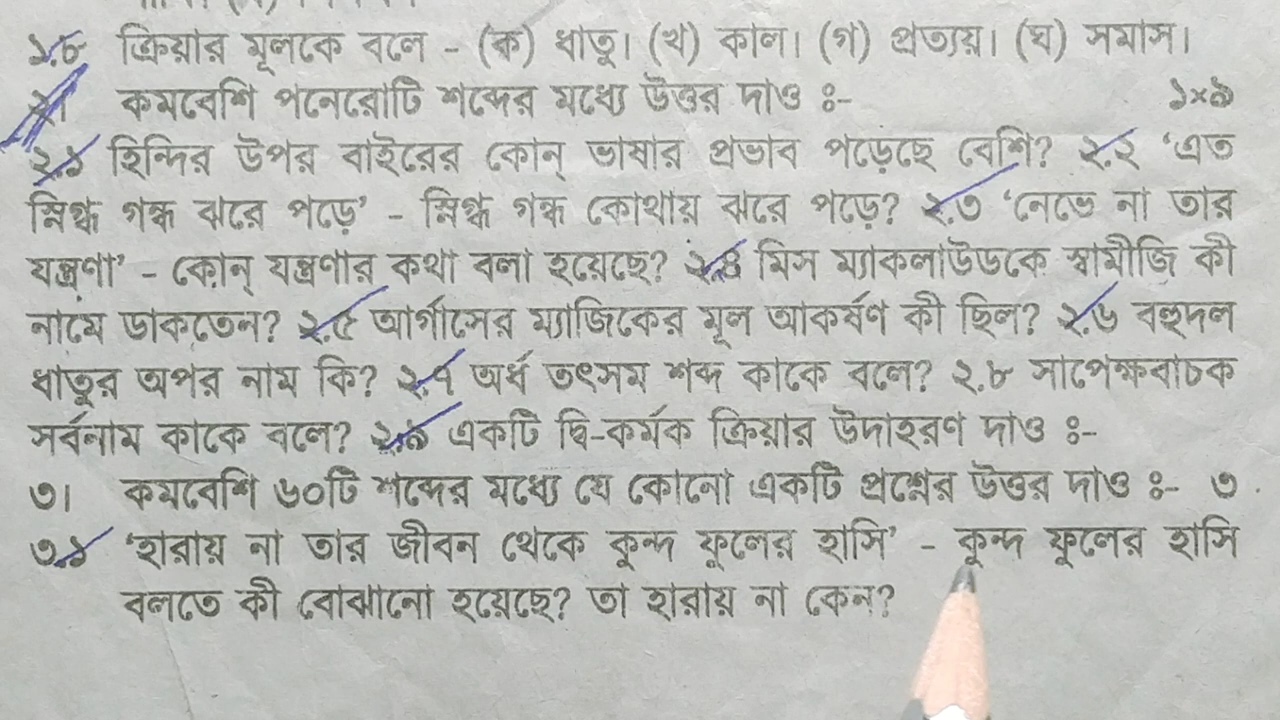 ১.৮ ক্রিয়ার মূলকে বলে - (ক) ধাতু। (খ) কাল। (গ) প্রত্যয়। (ঘ) সমাস।
২। কমবেশি পনেরোটি শব্দের মধ্যে উত্তর দাও ঃ- ১×৯
২.১ হিন্দির উপর বাইরের কোন্ ভাষার প্রভাব পড়েছে বেশি? ২.২ ‘এত
স্নিগ্ধ গন্ধ ঝরে পড়ে’ - স্নিগ্ধ গন্ধ কোথায় ঝরে পড়ে? ২.৩ ‘নেভে না তার
যন্ত্রণা’ - কোন্ যন্ত্রণার কথা বলা হয়েছে? ২.৪ মিস ম্যাকলাউডকে স্বামীজি কী
নামে ডাকতেন? ২.৫ আর্গাসের ম্যাজিকের মূল আকর্ষণ কী ছিল? ২.৬ বহুদল
ধাতুর অপর নাম কি? ২.৭ অর্ধ তৎসম শব্দ কাকে বলে? ২.৮ সাপেক্ষবাচক
সর্বনাম কাকে বলে? ২.৯ একটি দ্বি-কর্মক ক্রিয়ার উদাহরণ দাও ঃ-
৩। কমবেশি ৬০টি শব্দের মধ্যে যে কোনো একটি প্রশ্নের উত্তর দাও ঃ- ৩
৩.১ ‘হারায় না তার জীবন থেকে কুন্দ ফুলের হাসি’ - কুন্দ ফুলের হাসি
বলতে কী বোঝানো হয়েছে? তা হারায় না কেন?